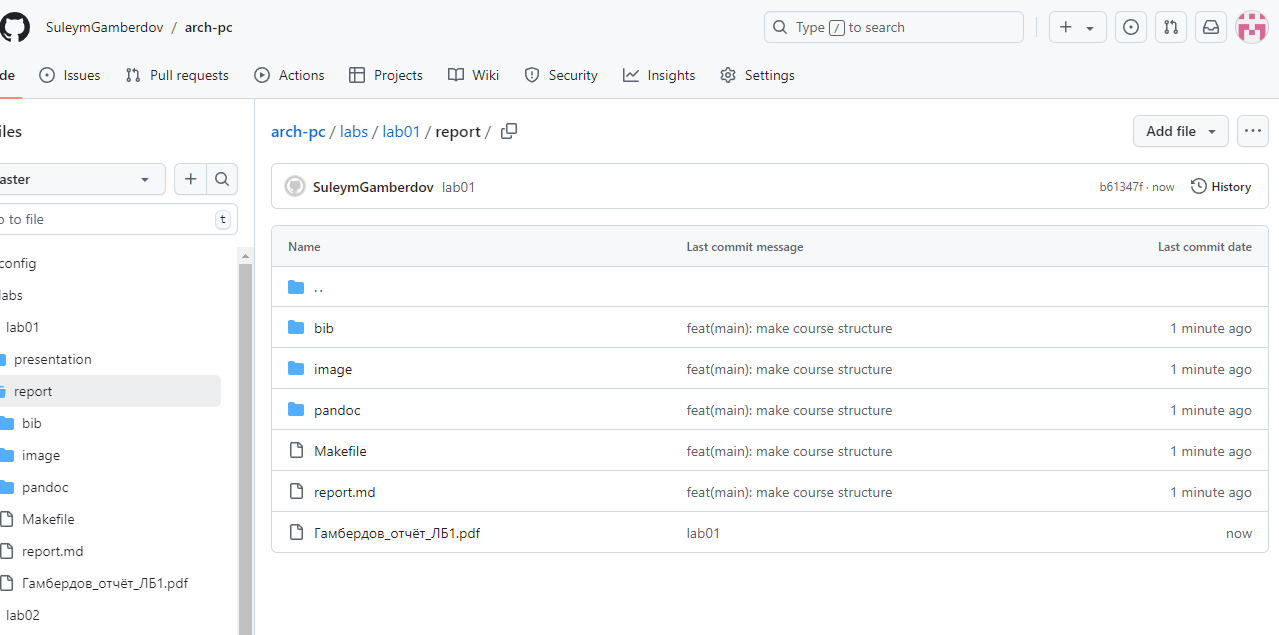 SuleymGamberdov / arch-pc
Type / to search
de
Issues
Pull requests
Actions
Projects
Wiki
Security
Insights
Settings
iles
aster
o to file
t
config
labs
lab01
presentation
report
bib
image
pandoc
Makefile
report.md
Гамбердов_отчёт_ЛБ1.pdf
lab02
arch-pc / labs / lab01 / report /
Add file
SuleymGamberdov lab01
b61347f · now
History
Name Last commit message Last commit date
..
bib feat(main): make course structure 1 minute ago
image feat(main): make course structure 1 minute ago
pandoc feat(main): make course structure 1 minute ago
Makefile feat(main): make course structure 1 minute ago
report.md feat(main): make course structure 1 minute ago
Гамбердов_отчёт_ЛБ1.pdf lab01 now